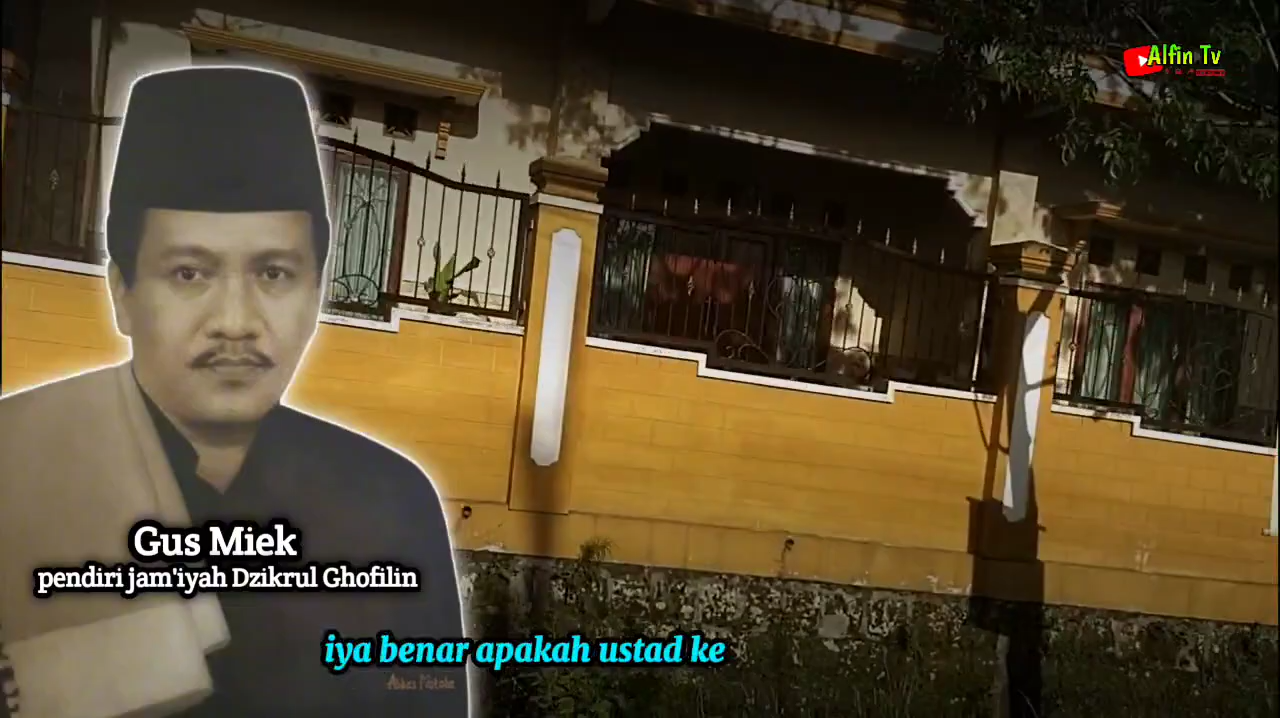 Alfin Tv
Gus Miek
pendiri jam'iyah Dzikrul Ghofilin
iya benar apakah ustad ke